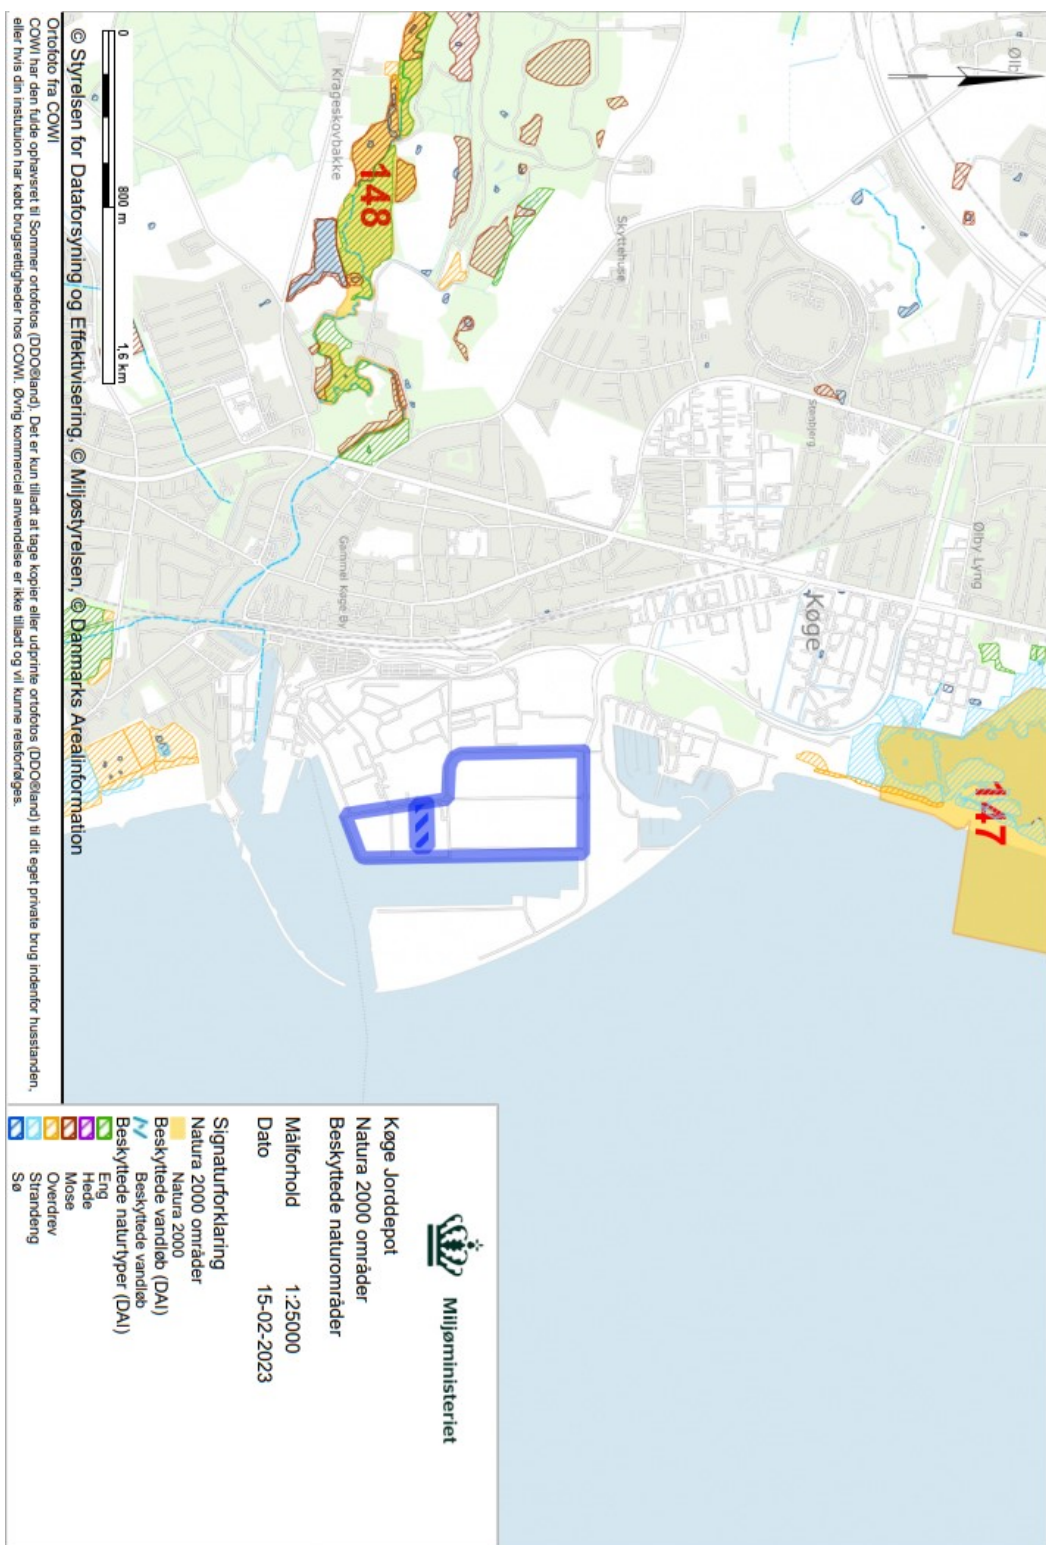 Ølb
Ølby Lyng
147
Køge
Stenbjerg
Skyttehuse
148
Krageskovbakke
Gammel Køge By
0 800 m 1,6 km
© Styrelsen for Dataforsyning og Effektivisering, © Miljøstyrelsen, © Danmarks Arealinformation
Ortofoto fra COWI
COWI har den fulde ophavsret til Sommer ortofotos (DDO®land). Det er kun tilladt at tage kopier eller udprinte ortofotos (DDO®land) til dit eget private brug indenfor husstanden,
eller hvis din instutuion har købt brugsrettigheder hos COWI. Øvrig kommerciel anvendelse er ikke tilladt og vil kunne retsforfølges.
Miljøministeriet
Køge Jorddepot
Natura 2000 områder
Beskyttede naturområder
Målforhold 1:25000
Dato 15-02-2023
Signaturforklaring
Natura 2000 områder
Natura 2000
Beskyttede vandløb (DAI)
Beskyttede vandløb
Beskyttede naturtyper (DAI)
Eng
Hede
Mose
Overdrev
Strandeng
Sø